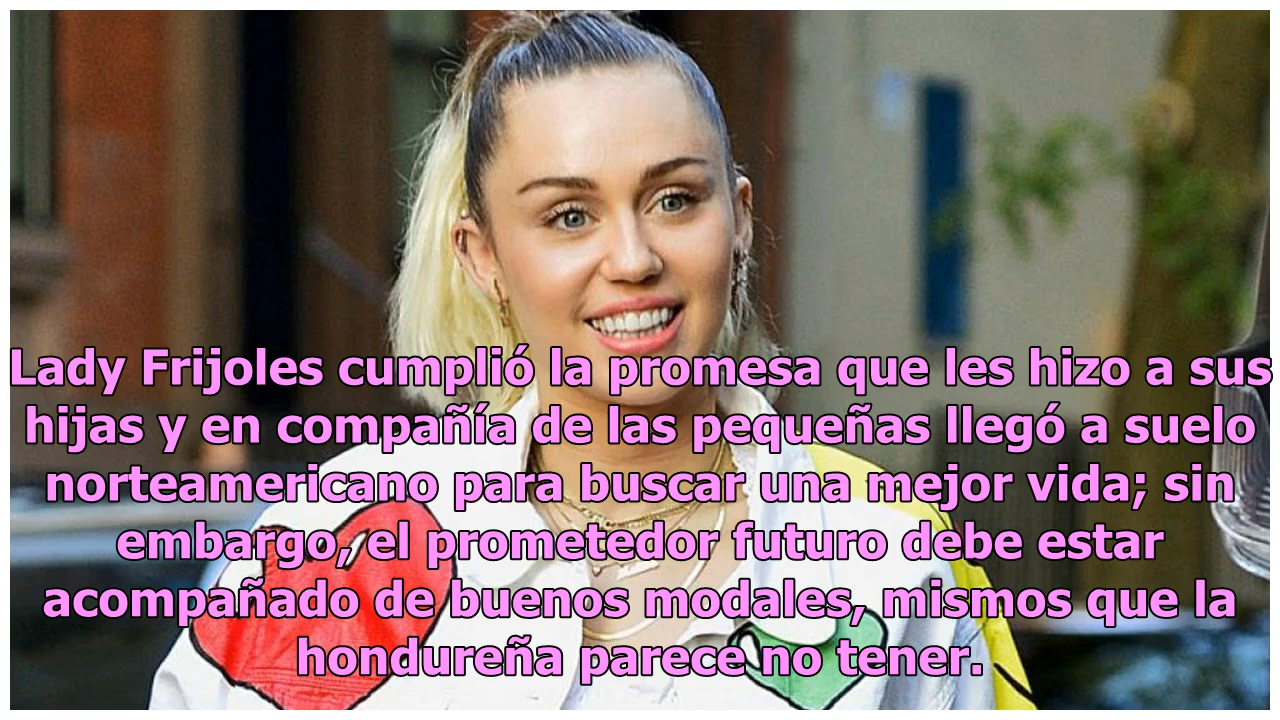 Lady Frijoles cumplió la promesa que les hizo a sus
hijas y en compañía de las pequeñas llegó a suelo
norteamericano para buscar una mejor vida; sin
embargo, el prometedor futuro debe estar
acompañado de buenos modales, mismos que la
hondureña parece no tener.